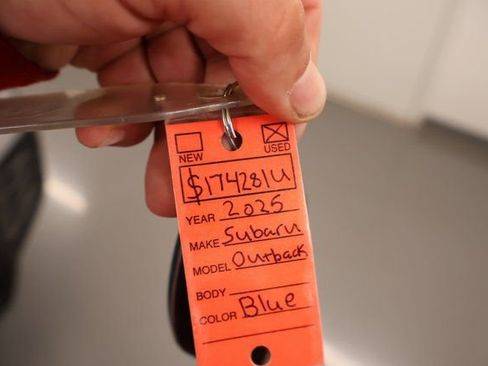 NEW USED
$174281U
YEAR 2025
MAKE Subaru
MODEL Outback
BODY
COLOR Blue